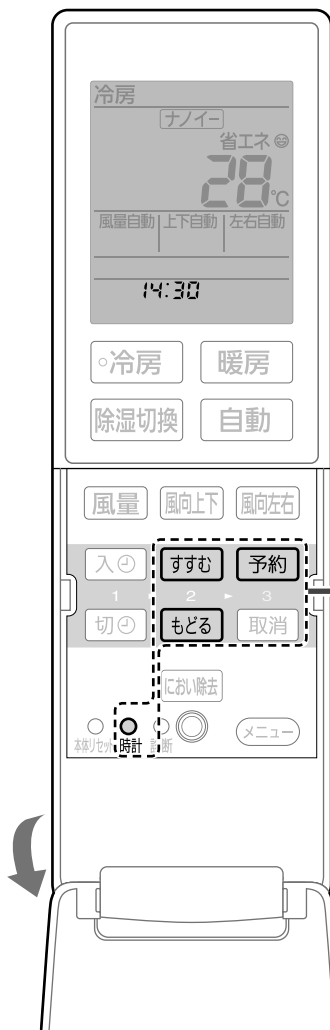 冷房
ナノイー
省エネ
28℃
風量自動 上下自動 左右自動
14:30
冷房 暖房
除湿切換 自動
風量 風向上下 風向左右
入 すすむ 予約
1 2 3
切 もどる 取消
におい除去
メニュー
本体リセット 時計 診断